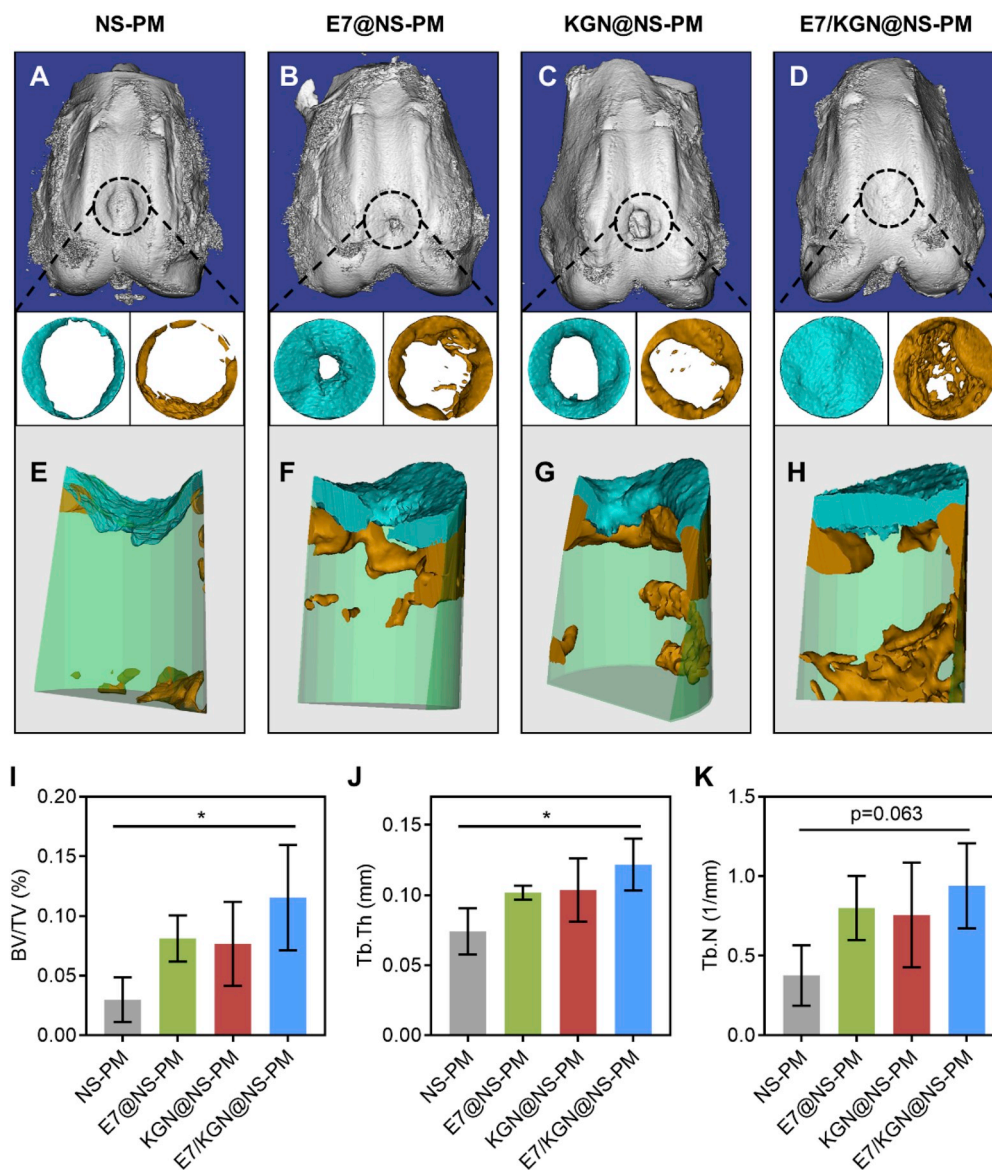 NS-PM E7@NS-PM KGN@NS-PM E7/KGN@NS-PM
A B C D
E F G H
I J K
BV/TV (%)
0.20
0.15
0.10
0.05
0.00
*
NS-PM
E7@NS-PM
KGN@NS-PM
E7/KGN@NS-PM
Tb.Th (mm)
0.15
0.10
0.05
0.00
*
NS-PM
E7@NS-PM
KGN@NS-PM
E7/KGN@NS-PM
Tb.N (1/mm)
1.5
1.0
0.5
0.0
p=0.063
NS-PM
E7@NS-PM
KGN@NS-PM
E7/KGN@NS-PM